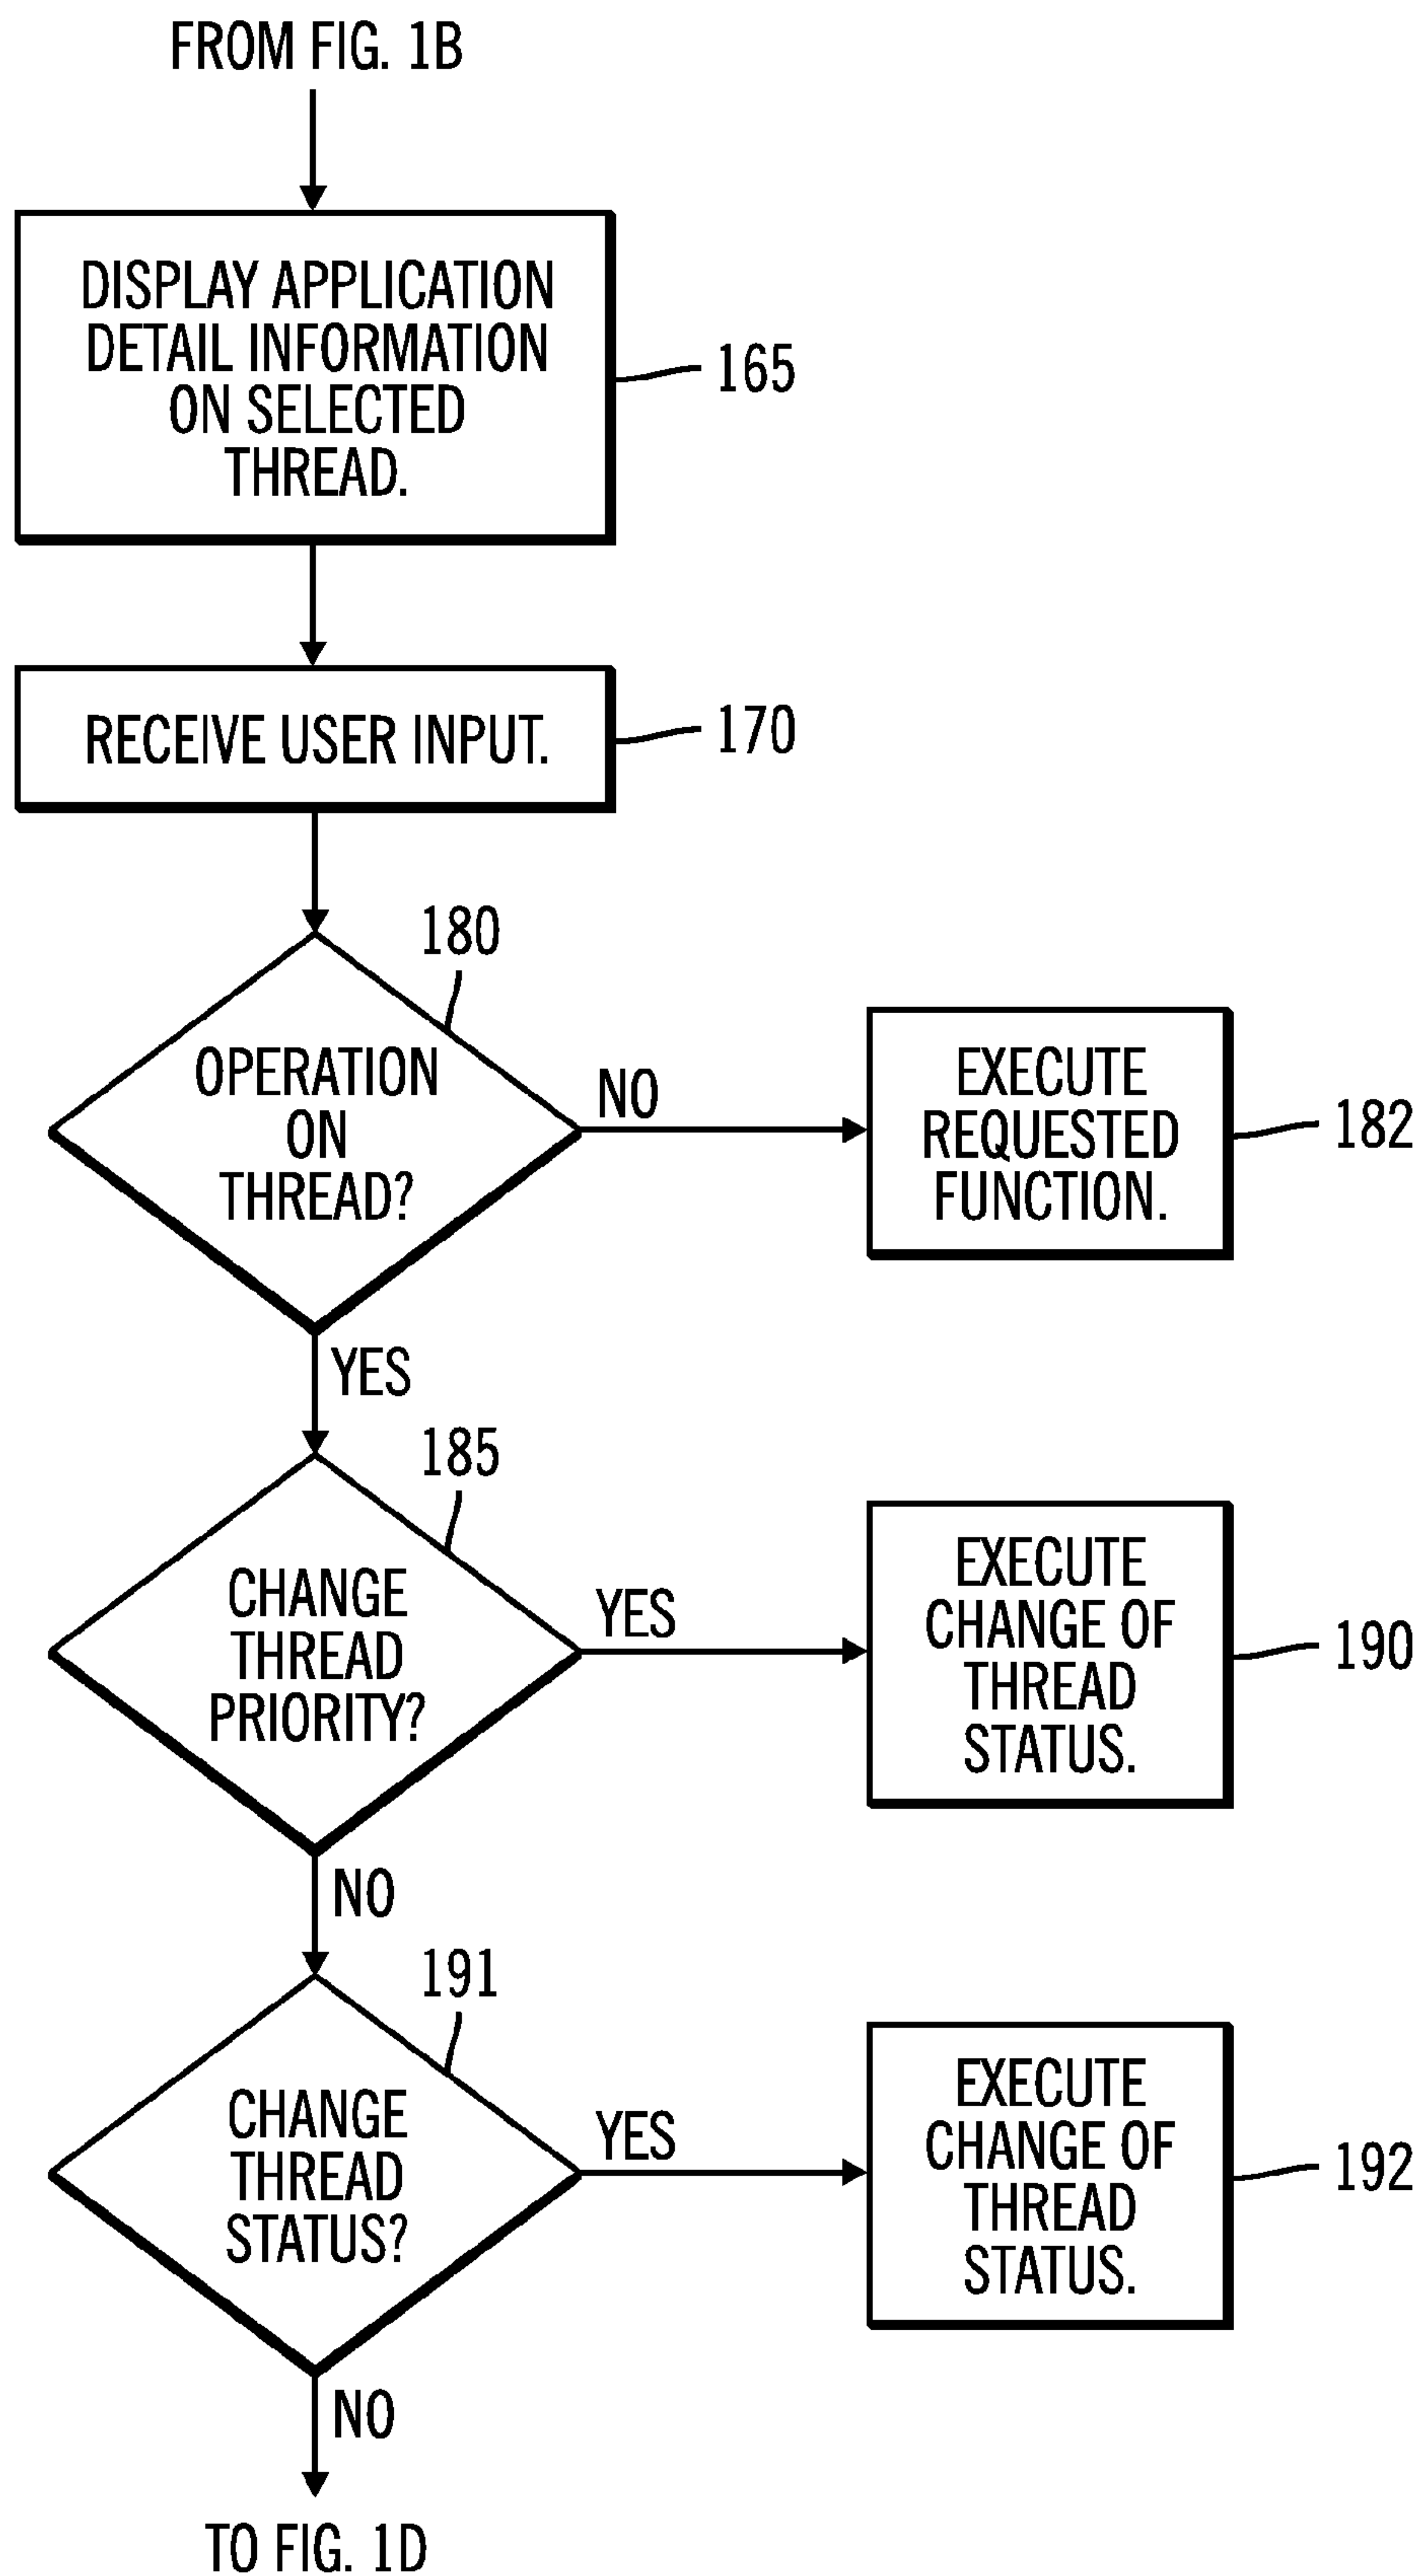 FROM FIG. 1B
DISPLAY APPLICATION
DETAIL INFORMATION
ON SELECTED
THREAD.
165
RECEIVE USER INPUT.
170
180
OPERATION
ON
THREAD?
NO
EXECUTE
REQUESTED
FUNCTION.
182
YES
185
CHANGE
THREAD
PRIORITY?
YES
EXECUTE
CHANGE OF
THREAD
STATUS.
190
NO
191
CHANGE
THREAD
STATUS?
YES
EXECUTE
CHANGE OF
THREAD
STATUS.
192
NO
TO FIG. 1D